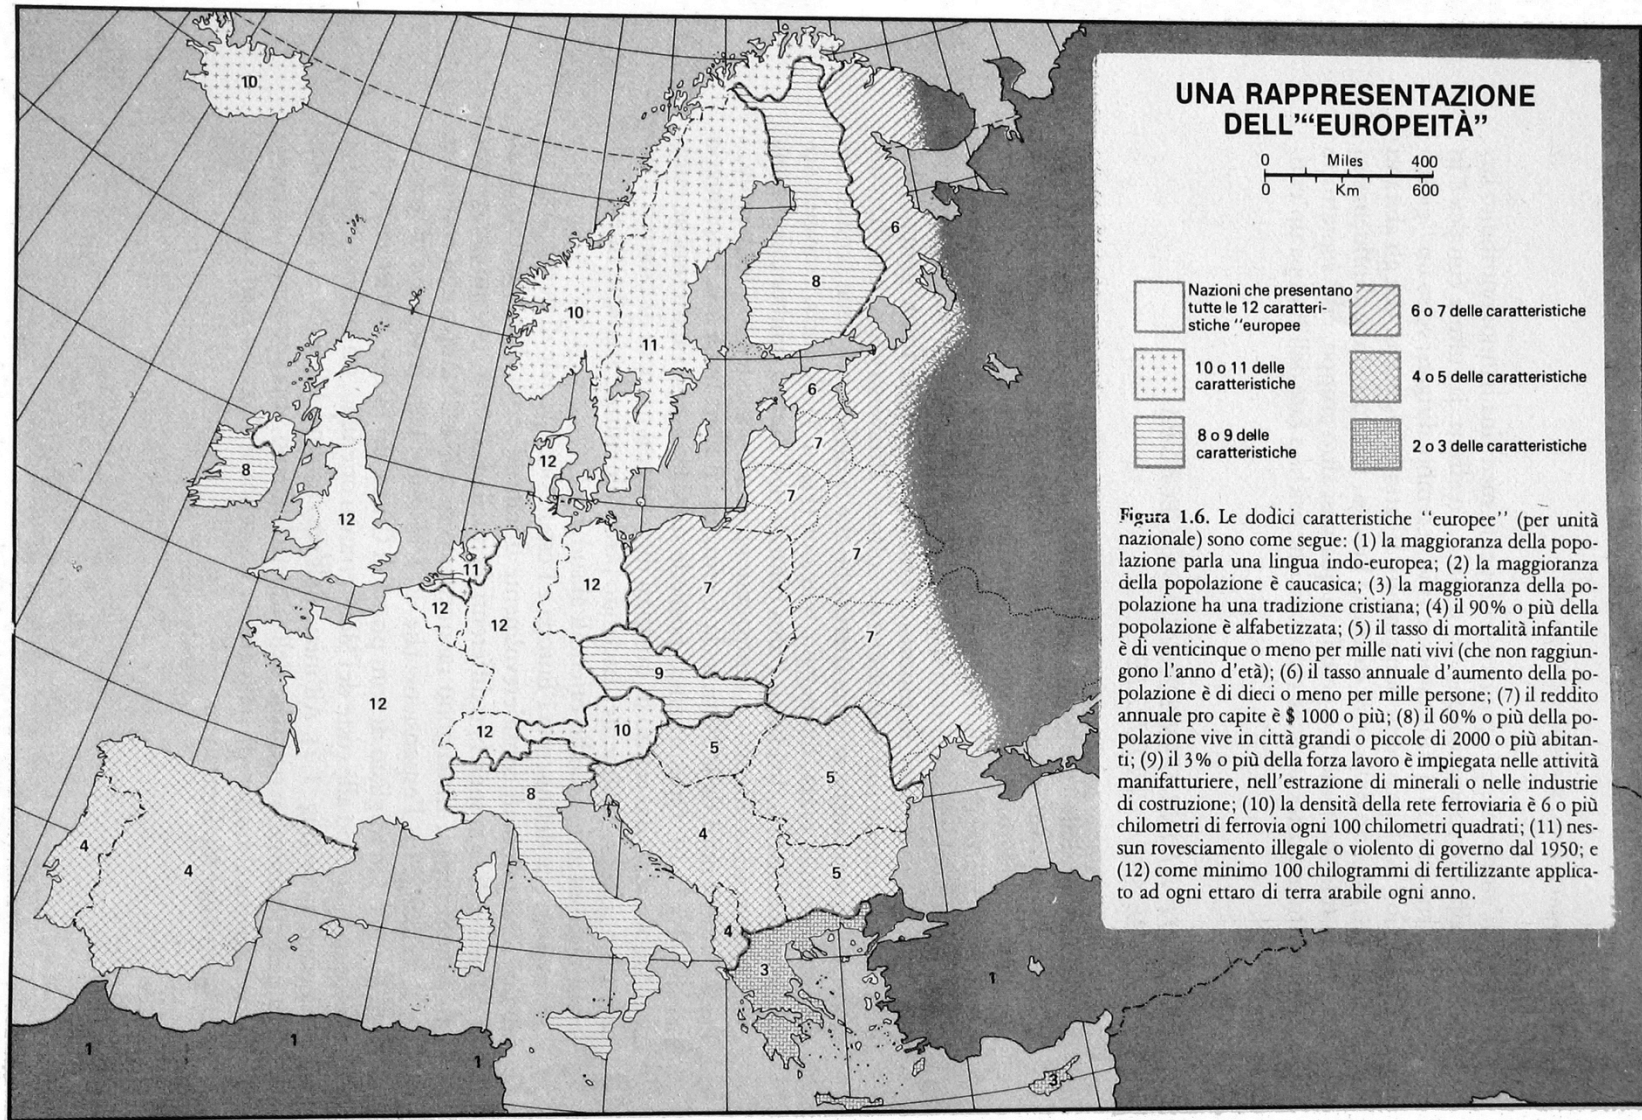 UNA RAPPRESENTAZIONE
DELL'“EUROPEITÀ”
0 Miles 400
0 Km 600
Nazioni che presentano
tutte le 12 caratteri-
stiche "europee
10 o 11 delle
caratteristiche
8 o 9 delle
caratteristiche
6 o 7 delle caratteristiche
4 o 5 delle caratteristiche
2 o 3 delle caratteristiche
Figura 1.6. Le dodici caratteristiche "europee" (per unità
nazionale) sono come segue: (1) la maggioranza della popo-
lazione parla una lingua indo-europea; (2) la maggioranza
della popolazione è caucasica; (3) la maggioranza della po-
polazione ha una tradizione cristiana; (4) il 90% o più della
popolazione è alfabetizzata; (5) il tasso di mortalità infantile
è di venticinque o meno per mille nati vivi (che non raggiun-
gono l'anno d'età); (6) il tasso annuale d'aumento della po-
polazione è di dieci o meno per mille persone; (7) il reddito
annuale pro capite è $ 1000 o più; (8) il 60% o più della po-
polazione vive in città grandi o piccole di 2000 o più abitan-
ti; (9) il 3% o più della forza lavoro è impiegata nelle attività
manifatturiere, nell'estrazione di minerali o nelle industrie
di costruzione; (10) la densità della rete ferroviaria è 6 o più
chilometri di ferrovia ogni 100 chilometri quadrati; (11) nes-
sun rovesciamento illegale o violento di governo dal 1950; e
(12) come minimo 100 chilogrammi di fertilizzante applica-
to ad ogni ettaro di terra arabile ogni anno.
10
6
8
10
11
6
7
12
8
7
12
7
11
12
7
12
12
7
9
12
12
10
5
5
8
4
4
4
5
4
3
1
1
1
1
3